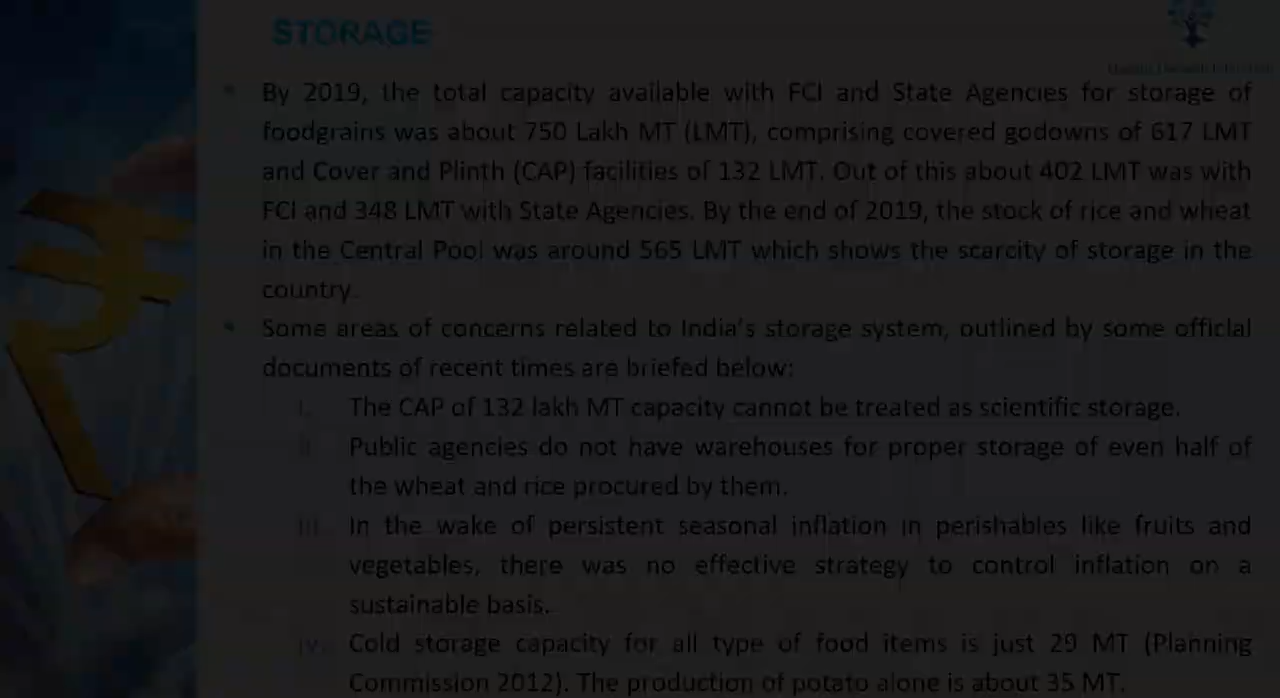 STORAGE
By 2019, the total capacity available with FCI and State Agencies for storage of
foodgrains was about 750 Lakh MT (LMT), comprising covered godowns of 617 LMT
and Cover and Plinth (CAP) facilities of 132 LMT. Out of this about 402 LMT was with
FCI and 348 LMT with State Agencies. By the end of 2019, the stock of rice and wheat
in the Central Pool was around 565 LMT which shows the scarcity of storage in the
country.
Some areas of concerns related to India's storage system, outlined by some official
documents of recent times are briefed below:
i. The CAP of 132 lakh MT capacity cannot be treated as scientific storage.
ii. Public agencies do not have warehouses for proper storage of even half of
the wheat and rice procured by them.
iii. In the wake of persistent seasonal inflation in perishables like fruits and
vegetables, there was no effective strategy to control inflation on a
sustainable basis.
iv. Cold storage capacity for all type of food items is just 29 MT (Planning
Commission 2012). The production of potato alone is about 35 MT.